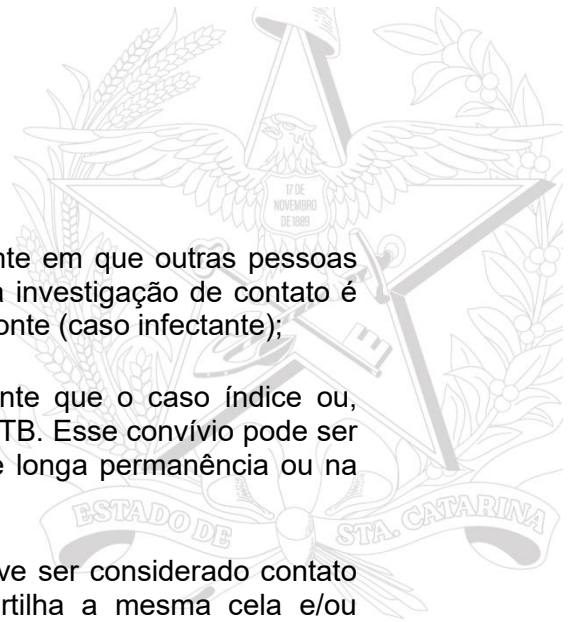 17 DE
NOVEMBRO
DE 1889
nte em que outras pessoas
a investigação de contato é
onte (caso infectante);
nte que o caso índice ou,
TB. Esse convívio pode ser
e longa permanência ou na
ESTADO DE STA. CATARINA
ve ser considerado contato
rtilha a mesma cela e/ou